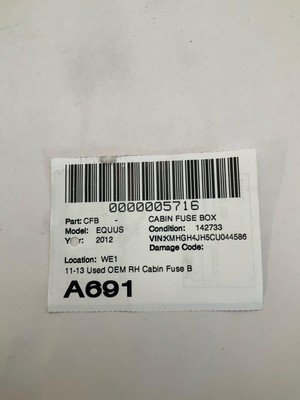 0000005716
Part: CFB - CABIN FUSE BOX
Model: EQUUS Condition: 142733
Year: 2012 VIN:KMHGH4JH5CU044586
Damage Code:
Location: WE1
11-13 Used OEM RH Cabin Fuse B
A691